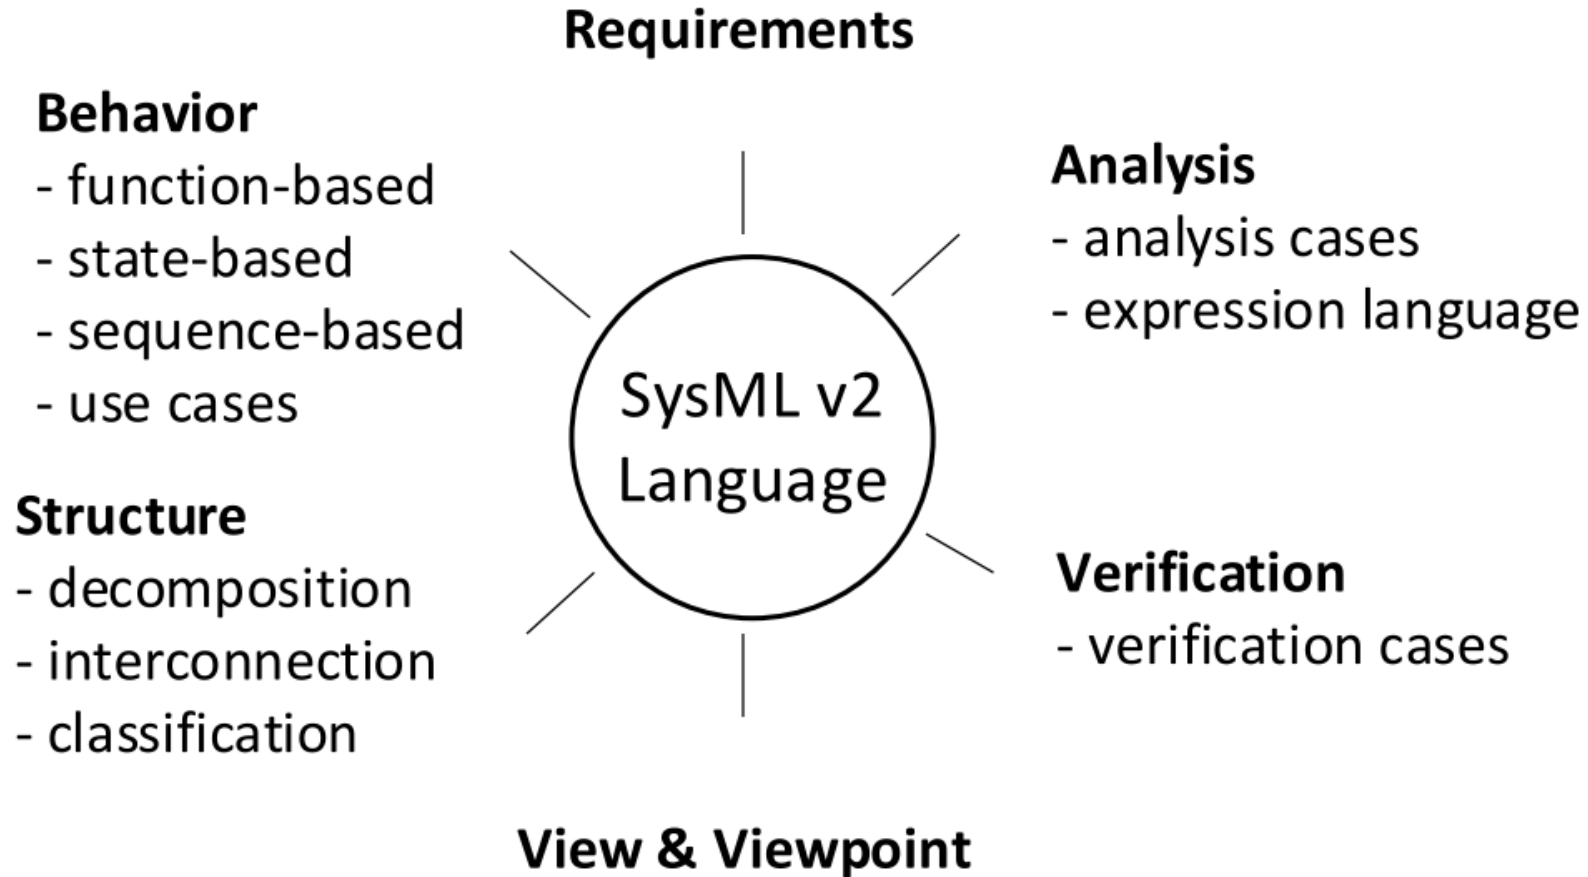 Requirements
Behavior
- function-based
- state-based
- sequence-based
- use cases
Analysis
- analysis cases
- expression language
SysML v2
Language
Structure
- decomposition
- interconnection
- classification
Verification
- verification cases
View & Viewpoint